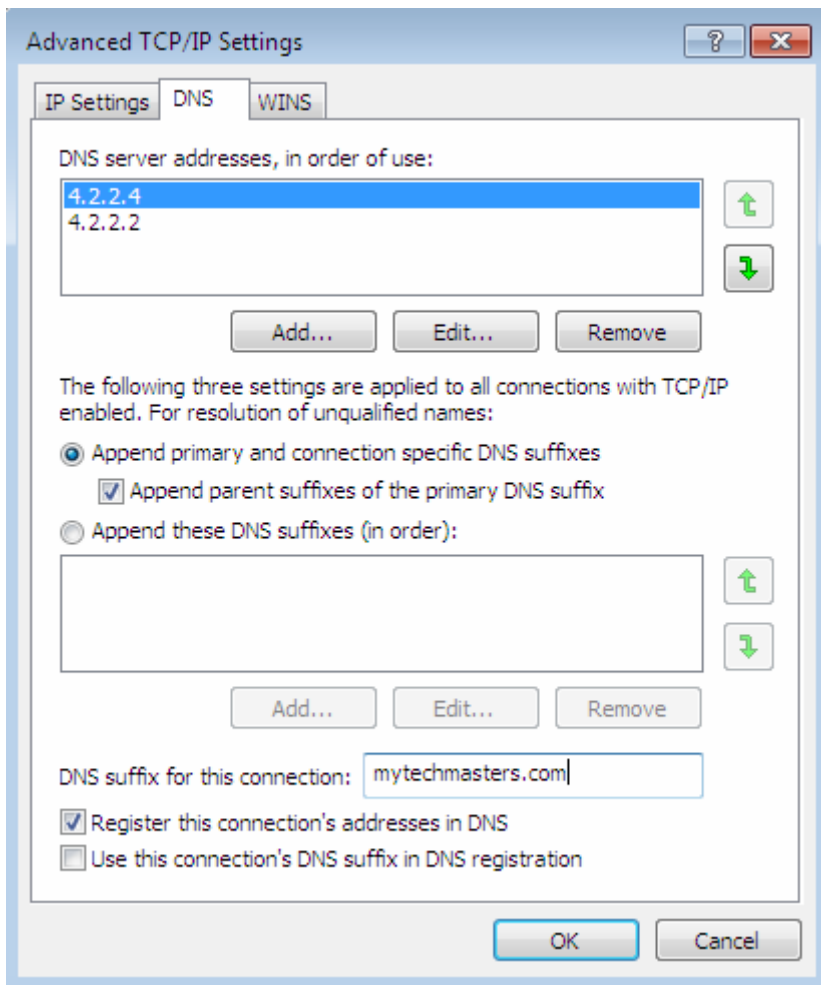 Advanced TCP/IP Settings
IP Settings
DNS
WINS
DNS server addresses, in order of use:
4.2.2.4
4.2.2.2
Add...
Edit...
Remove
The following three settings are applied to all connections with TCP/IP
enabled. For resolution of unqualified names:
Append primary and connection specific DNS suffixes
Append parent suffixes of the primary DNS suffix
Append these DNS suffixes (in order):
Add...
Edit...
Remove
DNS suffix for this connection: mytechmasters.com
Register this connection's addresses in DNS
Use this connection's DNS suffix in DNS registration
OK
Cancel